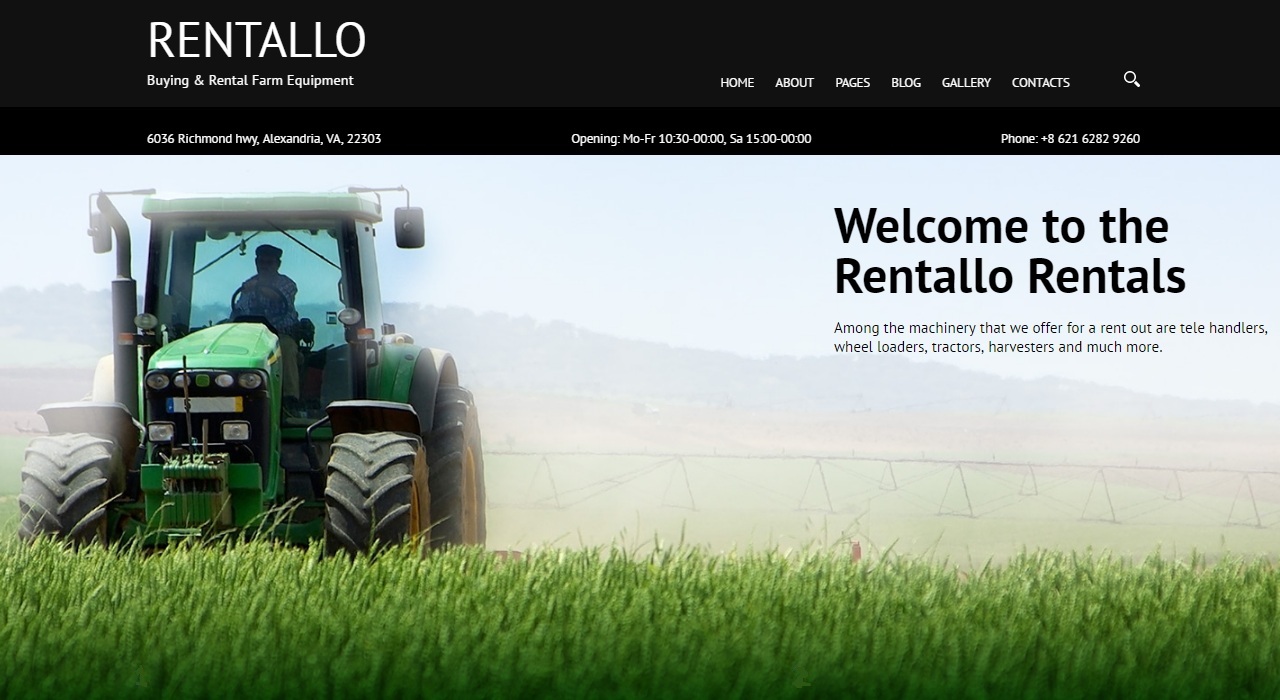 RENTALLO
Buying & Rental Farm Equipment
HOME ABOUT PAGES BLOG GALLERY CONTACTS
6036 Richmond hwy, Alexandria, VA, 22303
Opening: Mo-Fr 10:30-00:00, Sa 15:00-00:00
Phone: +8 621 6282 9260
Welcome to the
Rentallo Rentals
Among the machinery that we offer for a rent out are tele handlers,
wheel loaders, tractors, harvesters and much more.